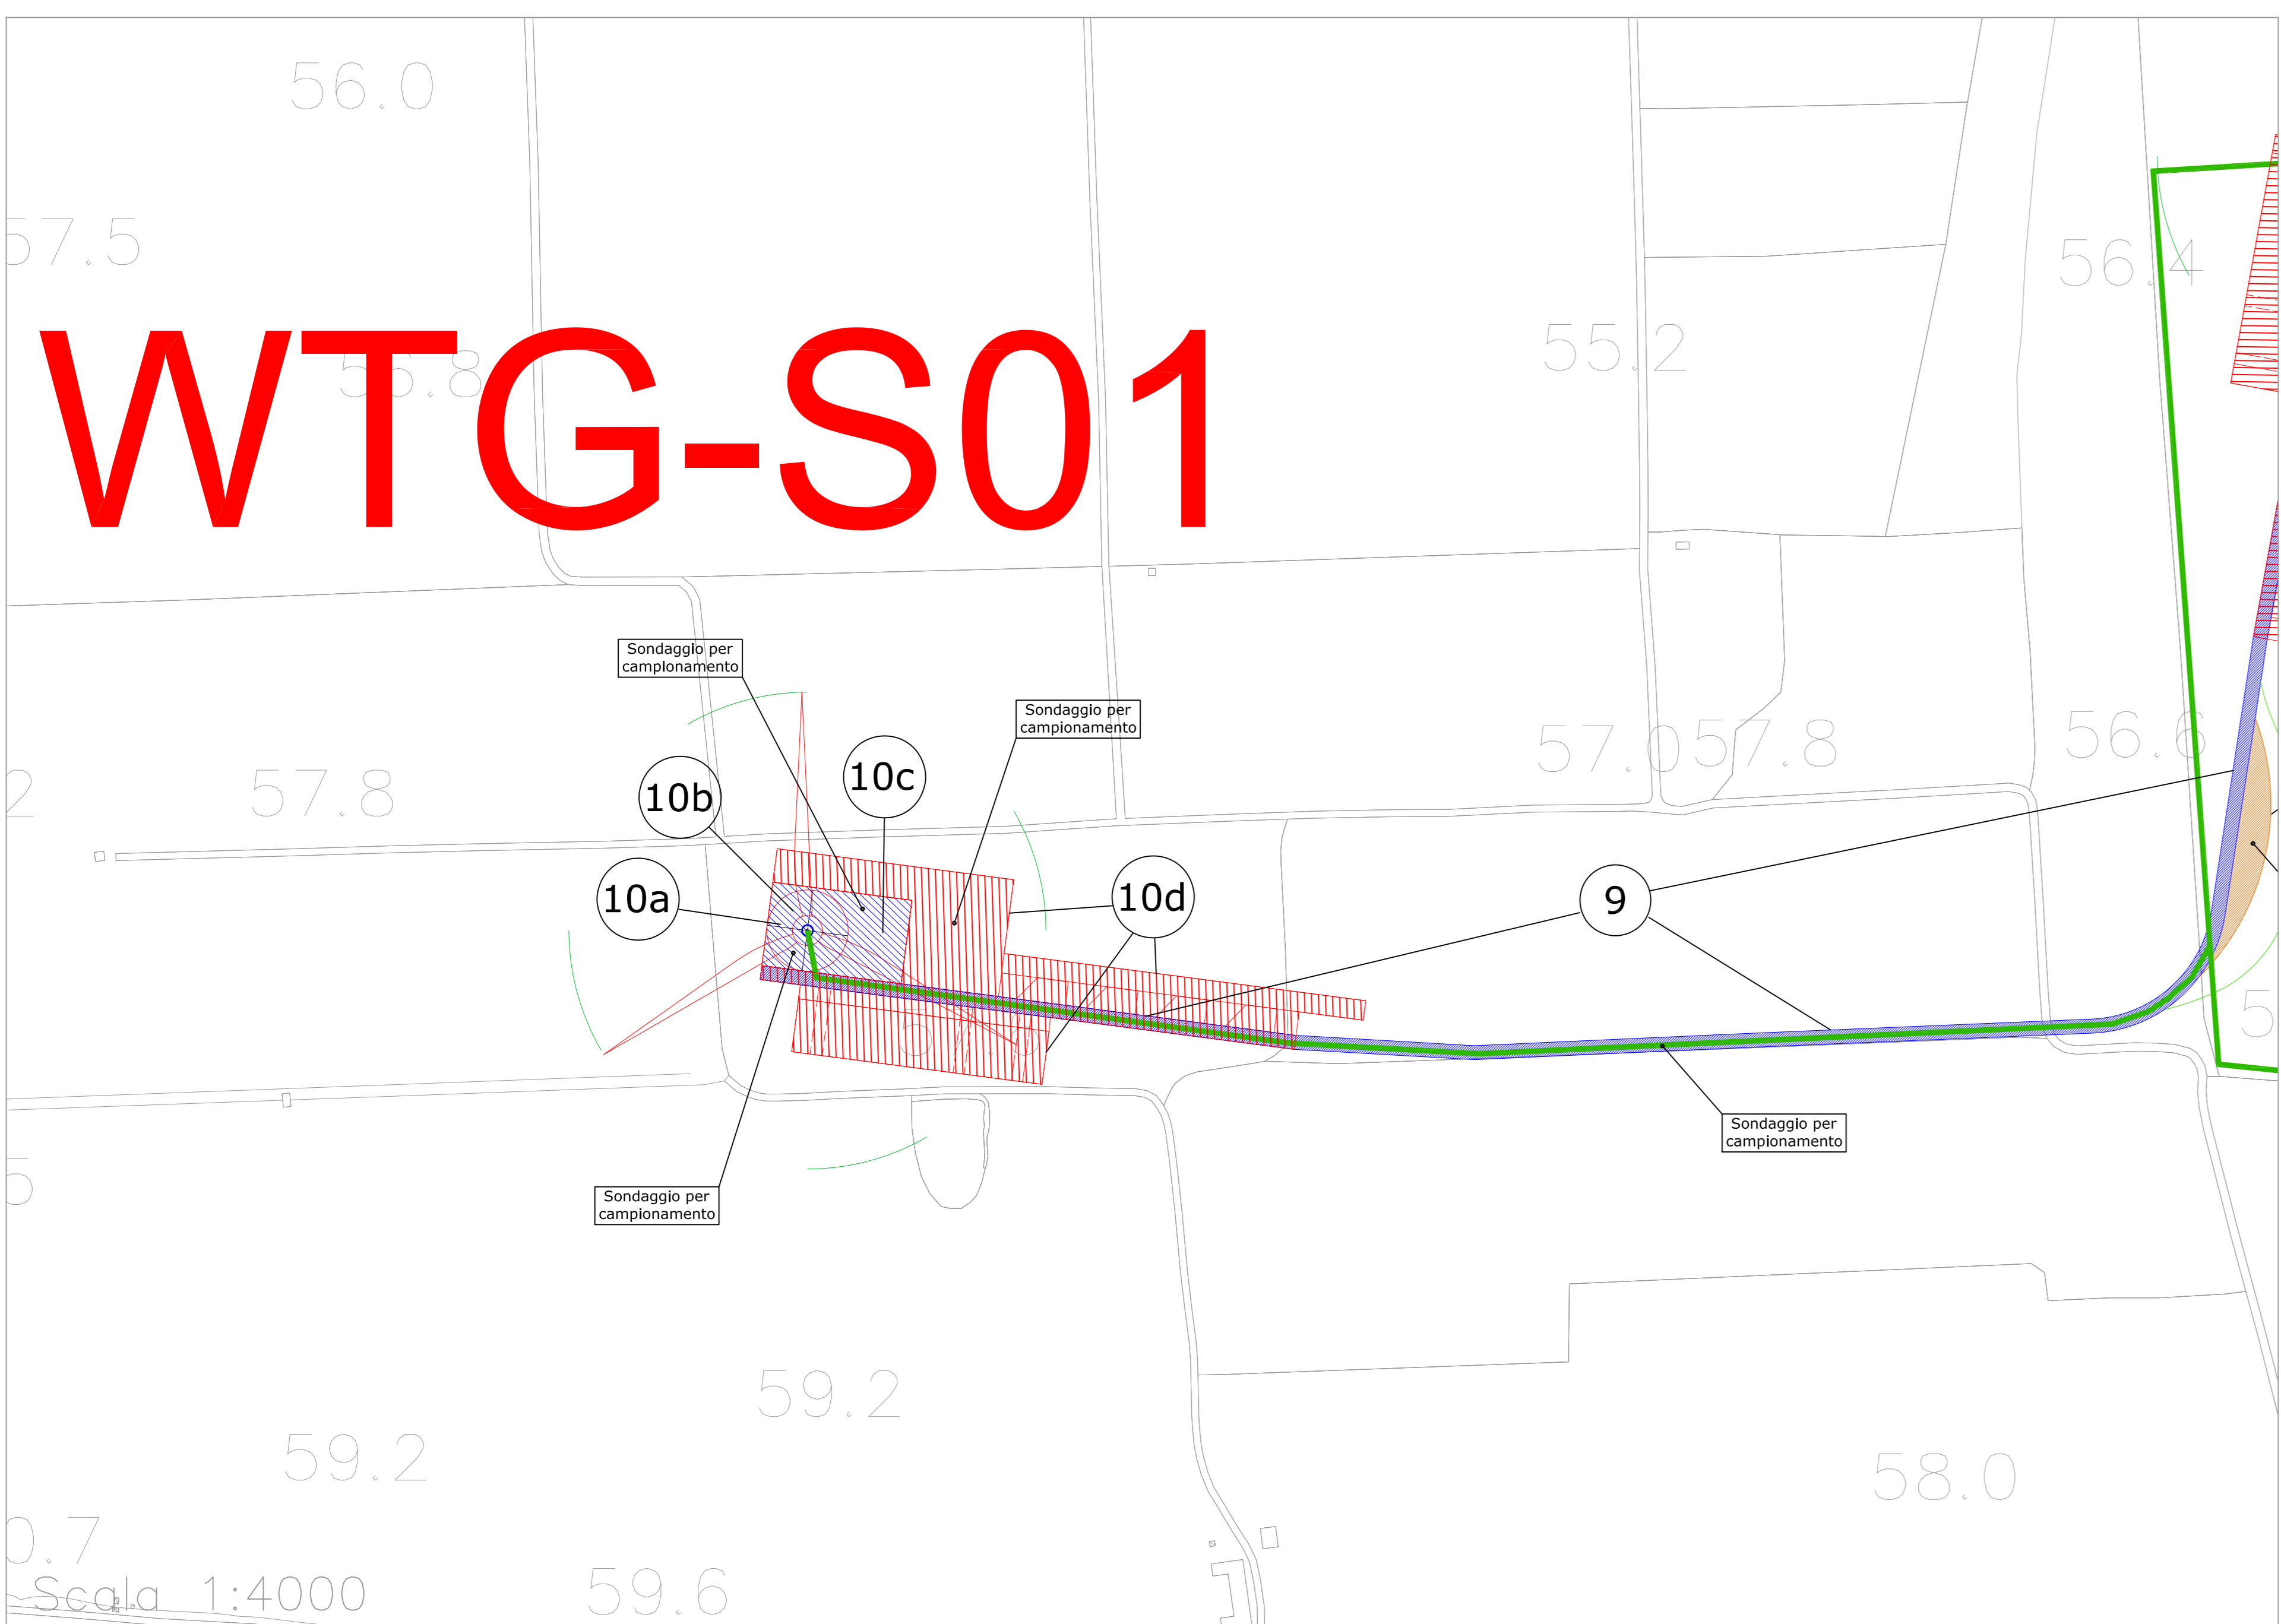 56.0
57.5
56.4
WTG-S01
55.2
Sondaggio per
campionamento
Sondaggio per
campionamento
57.0
57.8
56.6
57.8
10b
10c
10a
10d
9
Sondaggio per
campionamento
Sondaggio per
campionamento
59.2
59.2
58.0
59.6
Scala 1:4000